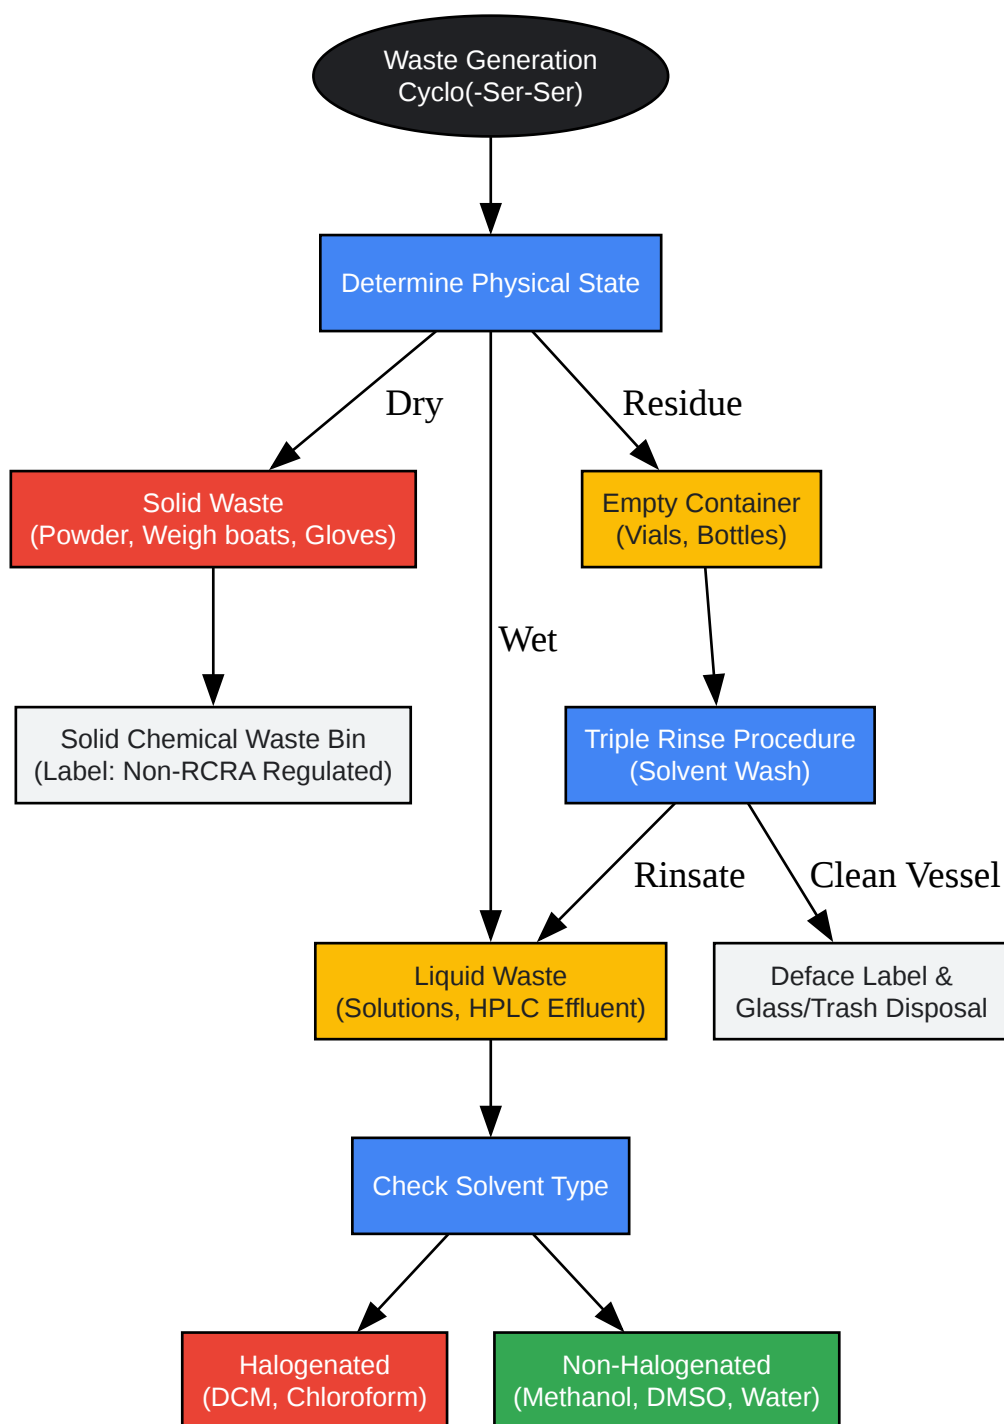 Waste Generation
Cyclo(-Ser-Ser)
Determine Physical State
Dry
Residue
Solid Waste
(Powder, Weigh boats, Gloves)
Empty Container
(Vials, Bottles)
Wet
Solid Chemical Waste Bin
(Label: Non-RCRA Regulated)
Triple Rinse Procedure
(Solvent Wash)
Rinsate
Clean Vessel
Liquid Waste
(Solutions, HPLC Effluent)
Deface Label &
Glass/Trash Disposal
Check Solvent Type
Halogenated
(DCM, Chloroform)
Non-Halogenated
(Methanol, DMSO, Water)